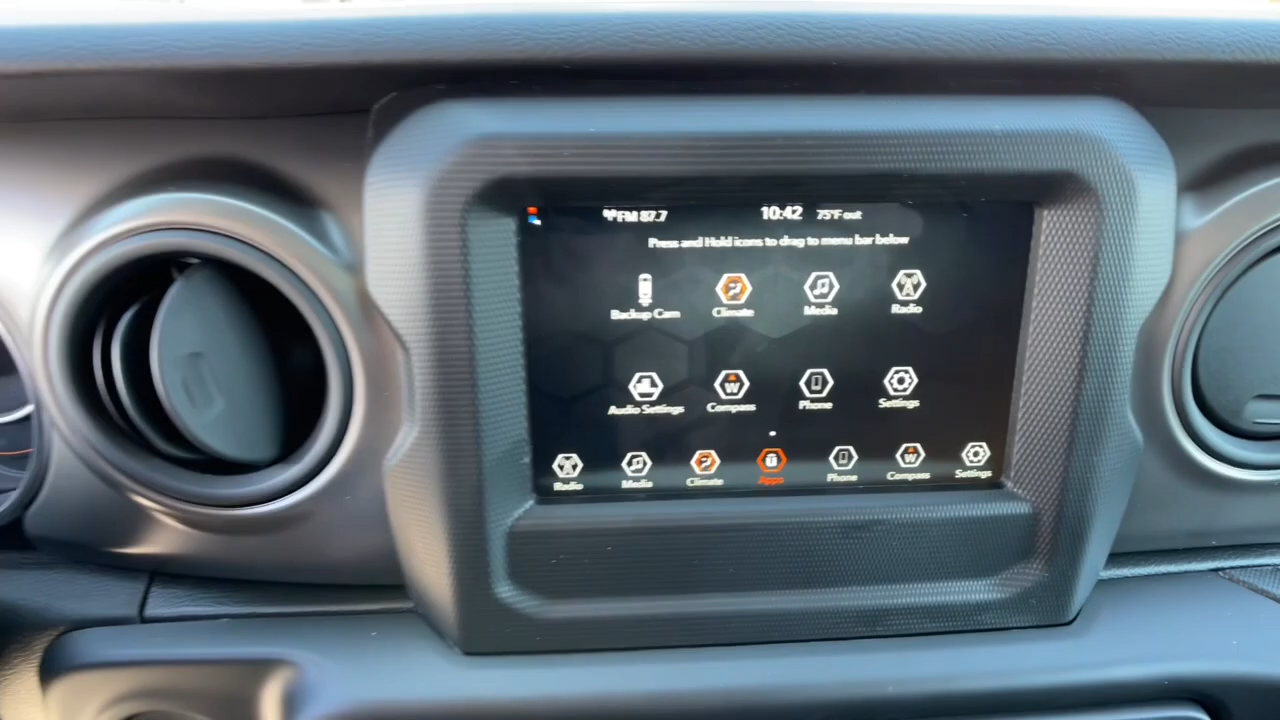 FM 87.7 10:42 75°F out
Press and Hold icons to drag to menu bar below
Backup Cam Climate Media Radio
W
Audio Settings Compass Phone Settings
W
Radio Media Climate Apps Phone Compass Settings